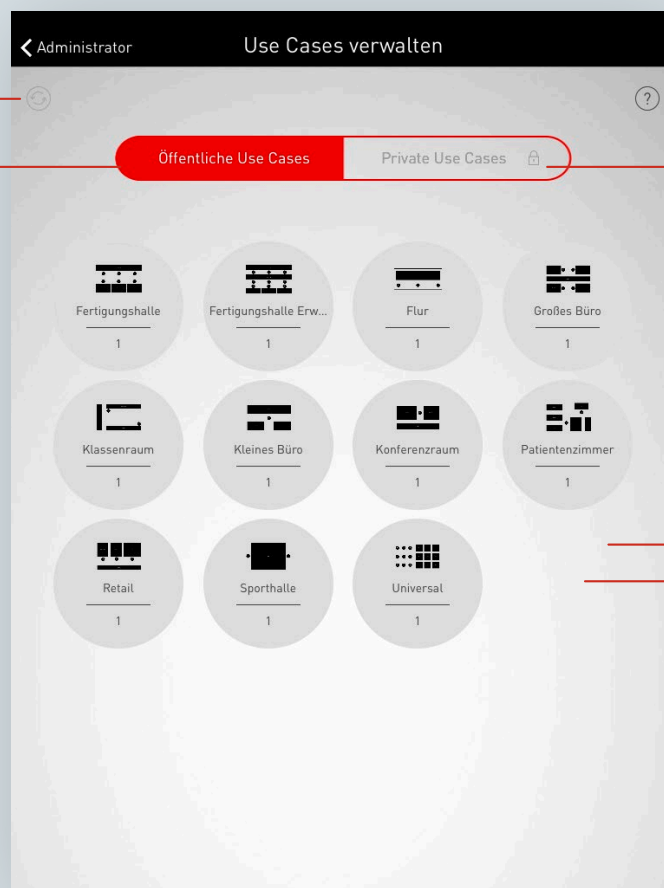 Administrator
Use Cases verwalten
?
Öffentliche Use Cases
Private Use Cases
Fertigungshalle
1
Fertigungshalle Erw...
1
Flur
1
Großes Büro
1
Klassenraum
1
Kleines Büro
1
Konferenzraum
1
Patientenzimmer
1
Retail
1
Sporthalle
1
Universal
1